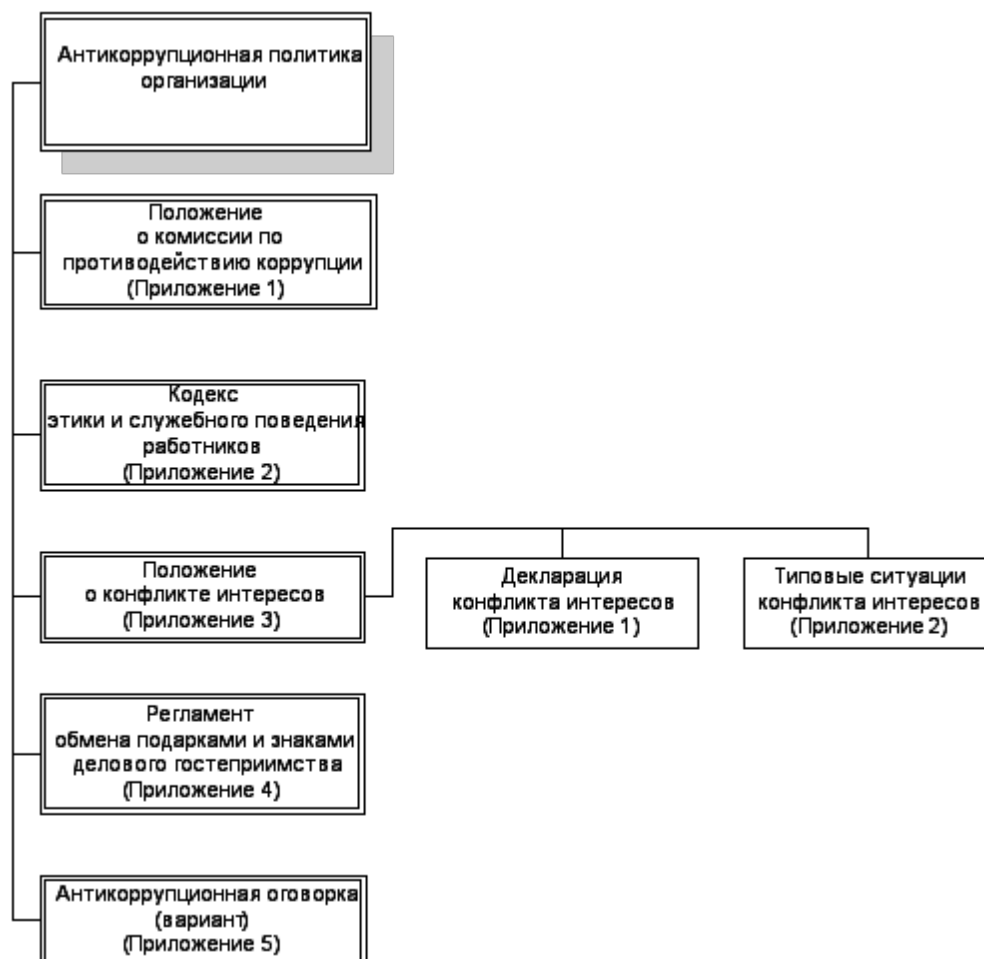 Антикоррупционная политика
организации
Положение
о комиссии по
противодействию коррупции
(Приложение 1)
Кодекс
этики и служебного поведения
работников
(Приложение 2)
Положение
о конфликте интересов
(Приложение 3)
Декларация
конфликта интересов
(Приложение 1)
Типовые ситуации
конфликта интересов
(Приложение 2)
Регламент
обмена подарками и знаками
делового гостеприимства
(Приложение 4)
Антикоррупционная оговорка
(вариант)
(Приложение 5)